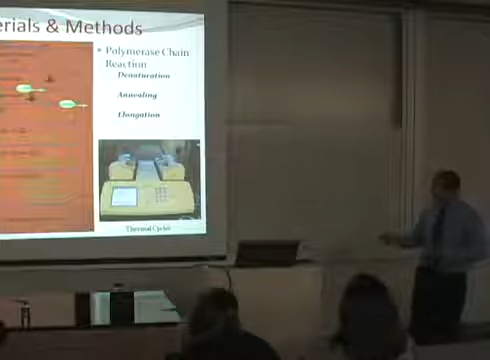 erials & Methods
• Polymerase Chain
Reaction
Denaturation
Annealing
Elongation
Thermal Cycler